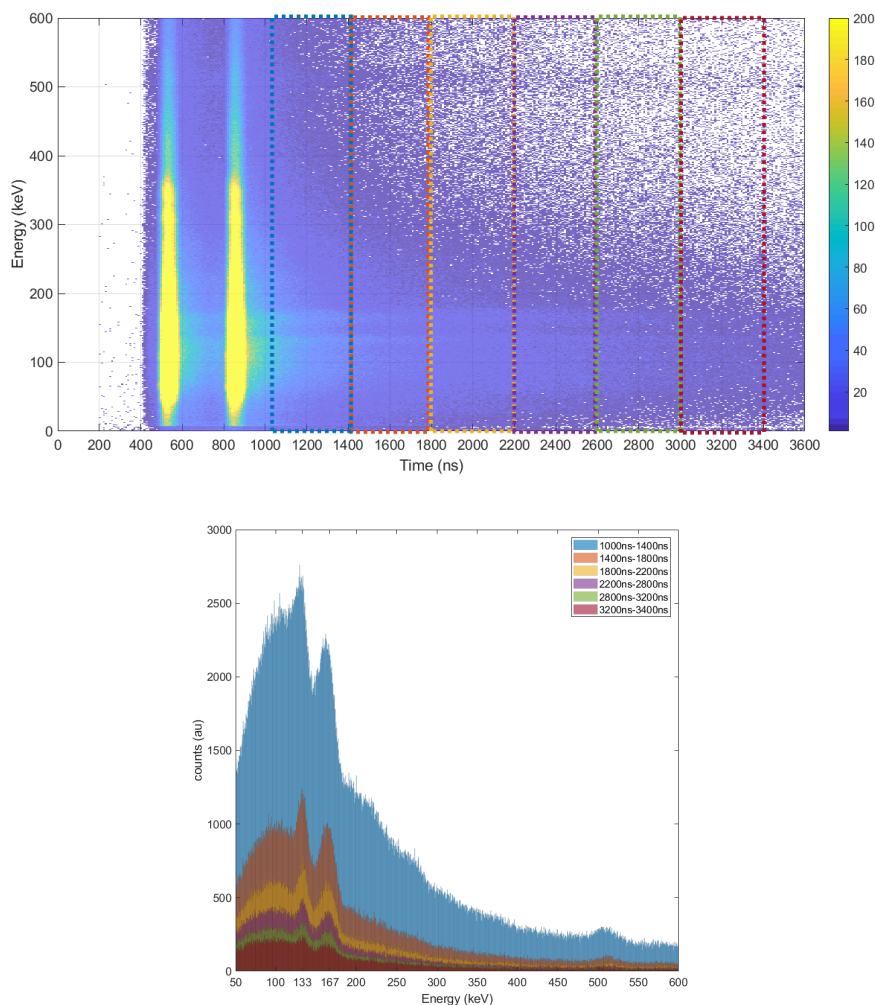 600
500
400
300
200
100
0
Energy (keV)
0 200 400 600 800 1000 1200 1400 1600 1800 2000 2200 2400 2600 2800 3000 3200 3400 3600
Time (ns)
200
180
160
140
120
100
80
60
40
20
3000
2500
2000
1500
1000
500
0
counts (au)
50 100 133 167 200 250 300 350 400 450 500 550 600
Energy (keV)
1000ns-1400ns
1400ns-1800ns
1800ns-2200ns
2200ns-2800ns
2800ns-3200ns
3200ns-3400ns